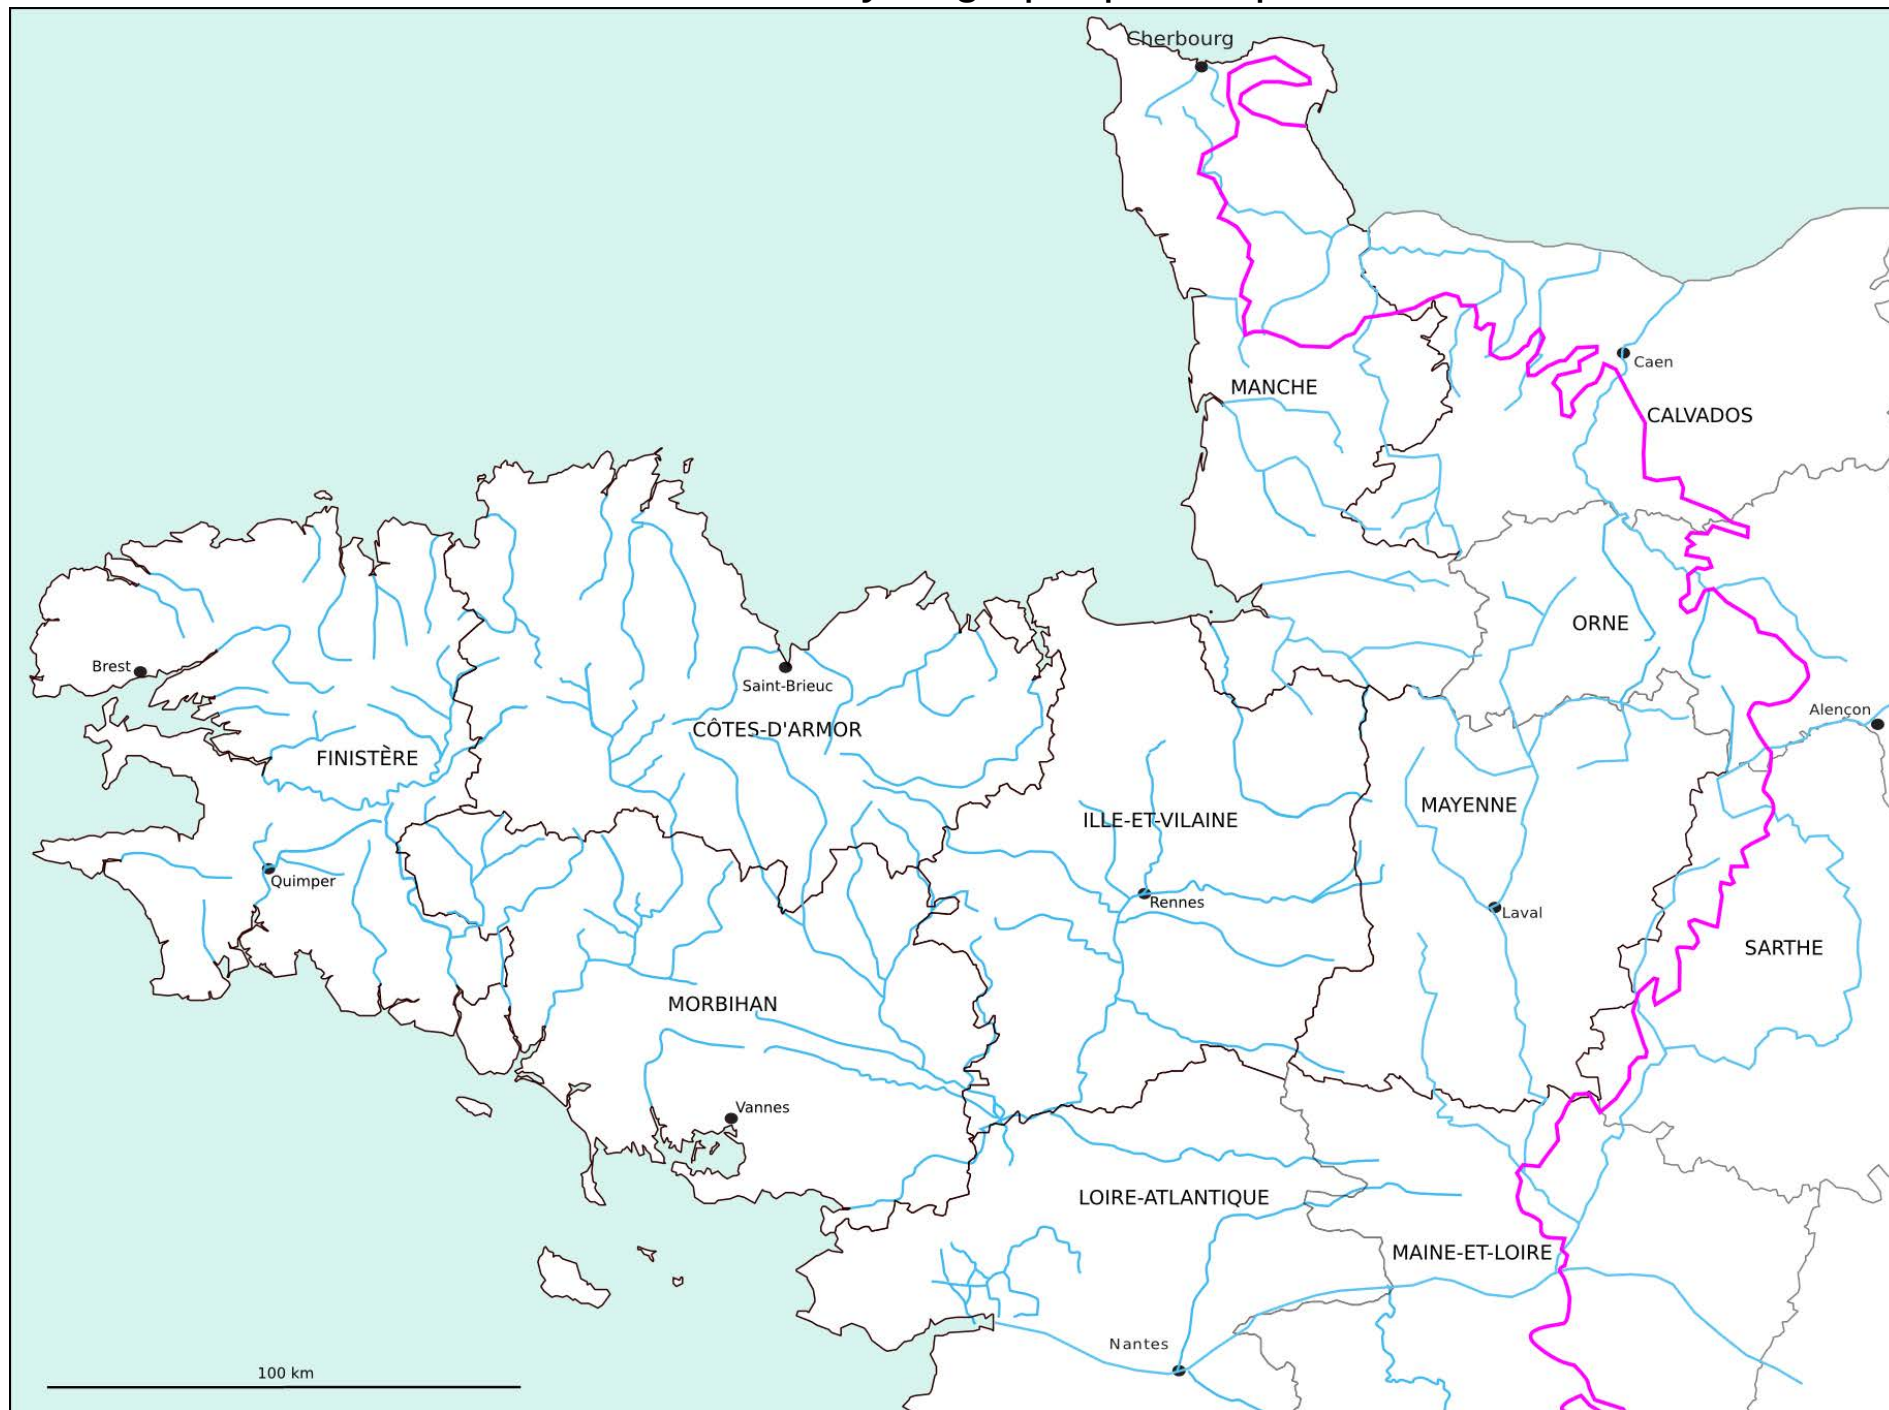 Cherbourg
Caen
MANCHE
CALVADOS
ORNE
Brest
Saint-Brieuc
Alençon
CÔTES-D'ARMOR
FINISTÈRE
MAYENNE
ILLE-ET-VILAINE
Quimper
Rennes
Laval
SARTHE
MORBIHAN
Vannes
LOIRE-ATLANTIQUE
MAINE-ET-LOIRE
Nantes
100 km